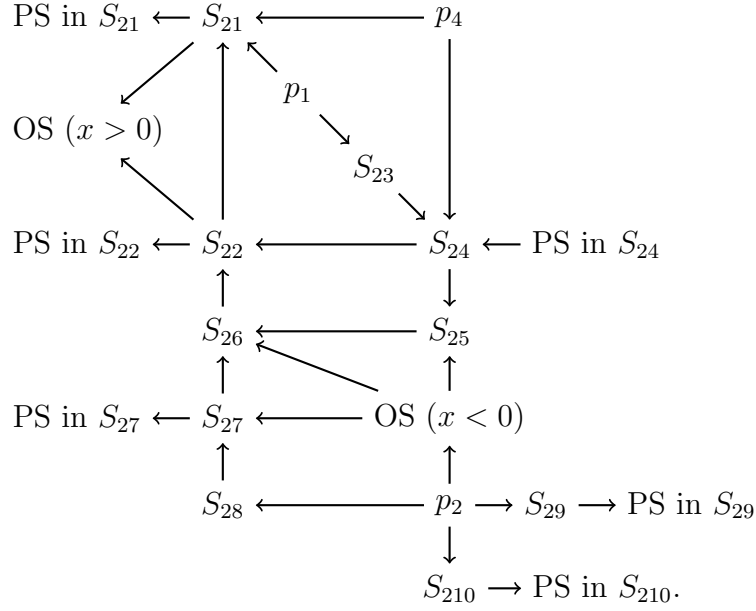 PS in S₂₁ S₂₁ p₄
p₁
OS (x > 0)
S₂₃
PS in S₂₂ S₂₂ S₂₄ PS in S₂₄
S₂₆ S₂₅
PS in S₂₇ S₂₇ OS (x < 0)
S₂₈ p₂ S₂₉ PS in S₂₉
S₂₁₀ PS in S₂₁₀.